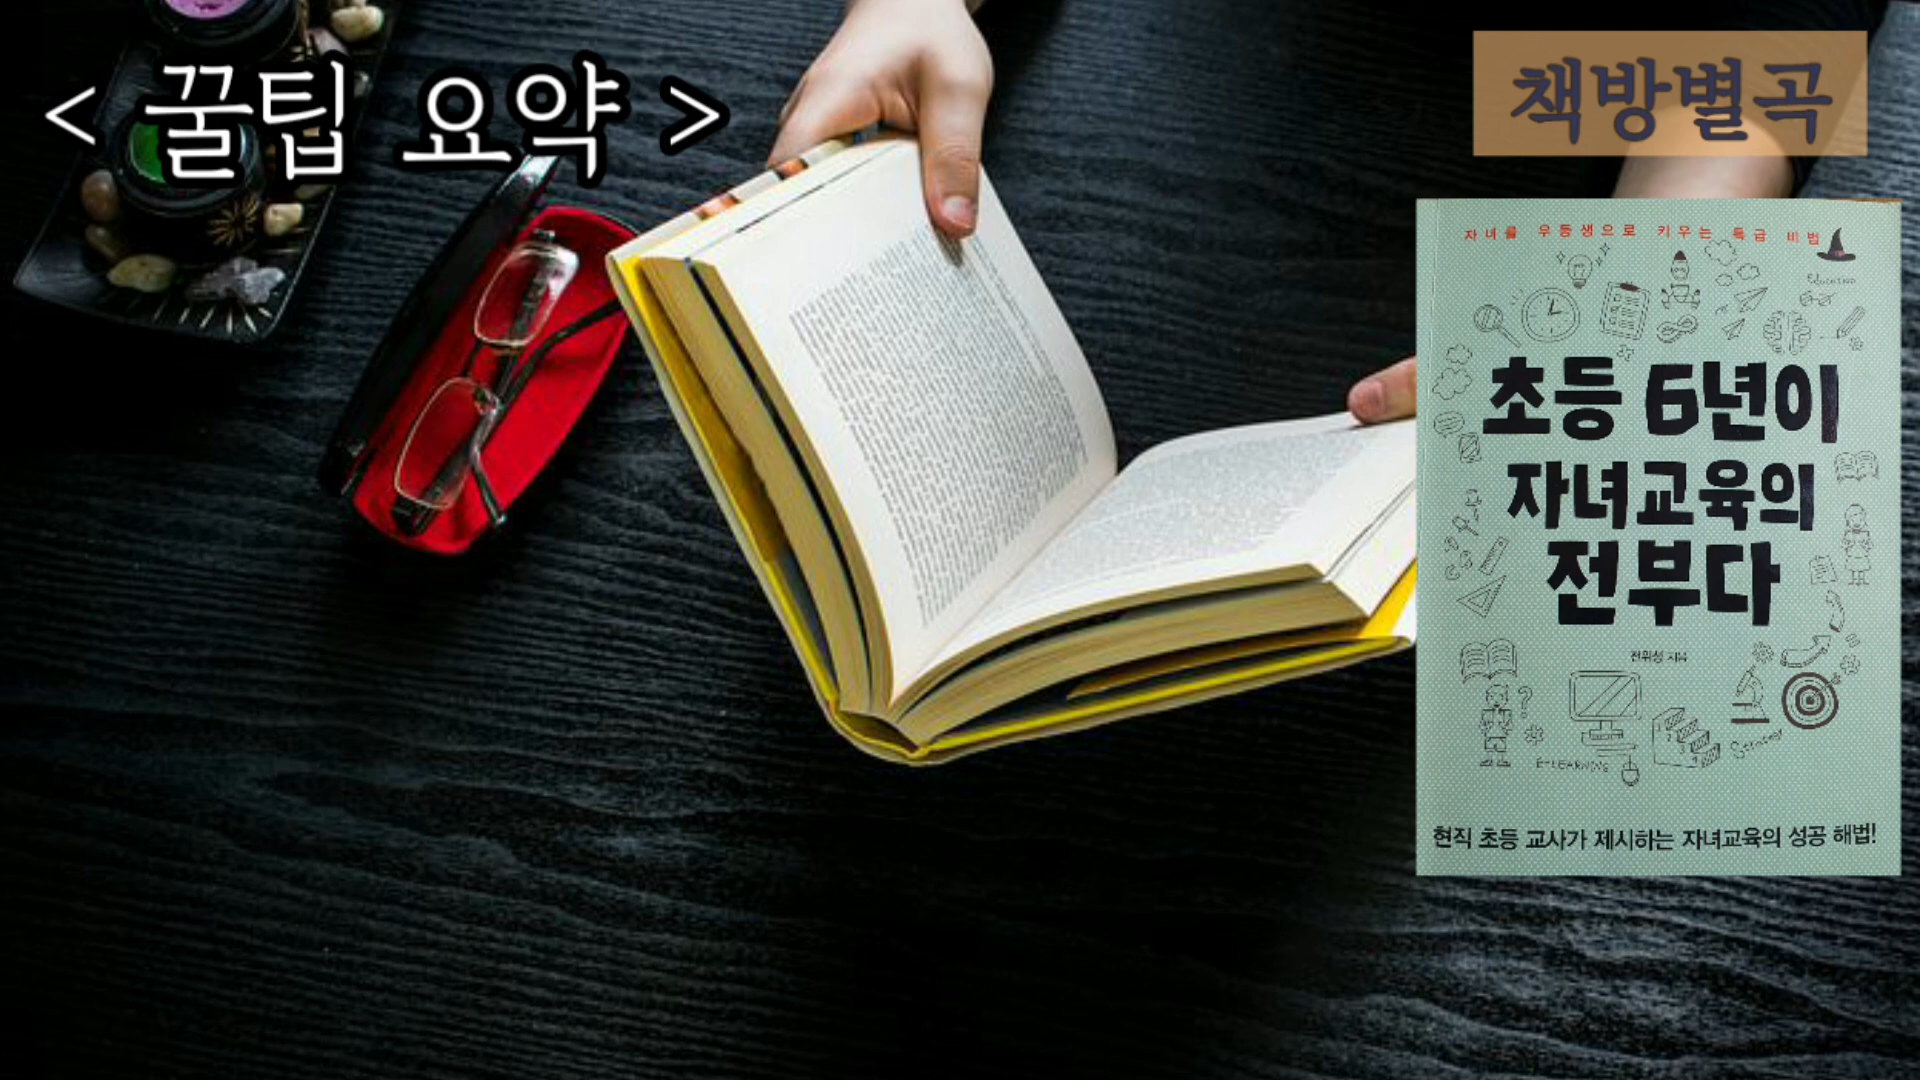 < 꿀팁 요약 >
책방별곡
자녀를 우등생으로 키우는 특급 비법
Education
초등 6년이
자녀교육의
전부다
전위성 지음
E-LEARNING
Strategy
현직 초등 교사가 제시하는 자녀교육의 성공 해법!